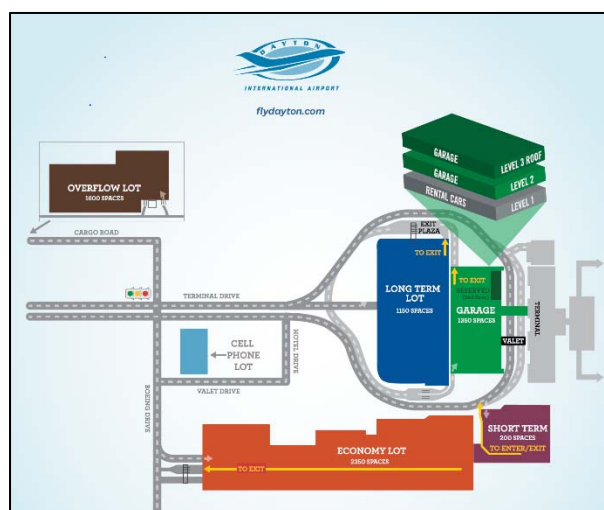 DAYTON
INTERNATIONAL AIRPORT
flydayton.com
GARAGE
LEVEL 3 ROOF
GARAGE
LEVEL 2
RENTAL CARS
LEVEL 1
OVERFLOW LOT
1600 SPACES
CARGO ROAD
EXIT
PLAZA
TO EXIT
TO EXIT
RESERVED
LONG TERM
LOT
1150 SPACES
GARAGE
1350 SPACES
TERMINAL
TERMINAL DRIVE
VALET
CELL
PHONE
LOT
HOTEL DRIVE
VALET DRIVE
BOEING DRIVE
SHORT TERM
200 SPACES
TO ENTER/EXIT
ECONOMY LOT
2350 SPACES
TO EXIT